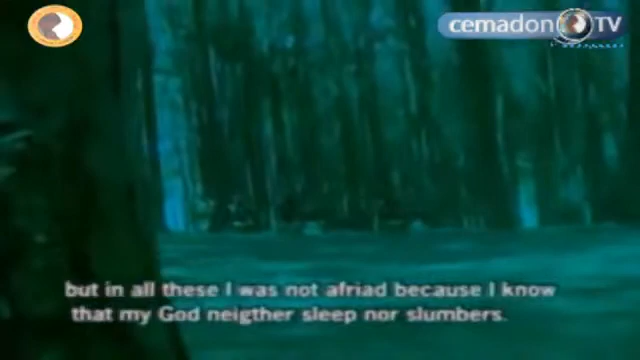 cemadon TV
but in all these I was not afriad because I know
that my God neigther sleep nor slumbers.